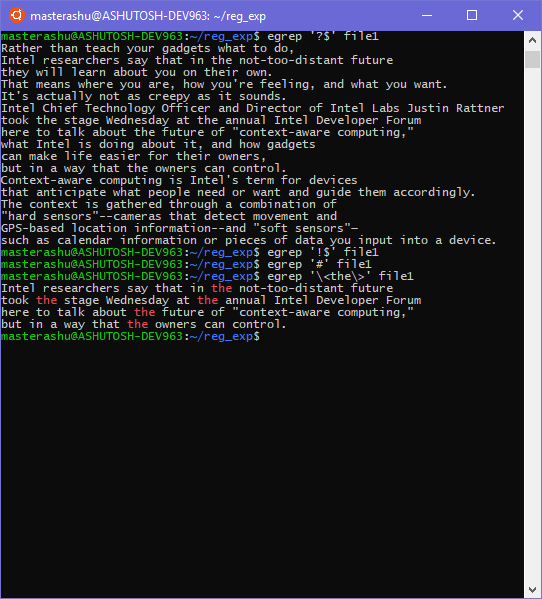 masterashu@ASHUTOSH-DEV963: ~/reg_exp
masterashu@ASHUTOSH-DEV963:~/reg_exp$ egrep '?$' file1
Rather than teach your gadgets what to do,
Intel researchers say that in the not-too-distant future
they will learn about you on their own.
That means where you are, how you're feeling, and what you want.
It's actually not as creepy as it sounds.
Intel Chief Technology Officer and Director of Intel Labs Justin Rattner
took the stage Wednesday at the annual Intel Developer Forum
here to talk about the future of "context-aware computing,"
what Intel is doing about it, and how gadgets
can make life easier for their owners,
but in a way that the owners can control.
Context-aware computing is Intel's term for devices
that anticipate what people need or want and guide them accordingly.
The context is gathered through a combination of
"hard sensors"--cameras that detect movement and
GPS-based location information--and "soft sensors"-
such as calendar information or pieces of data you input into a device.
masterashu@ASHUTOSH-DEV963:~/reg_exp$ egrep '!$' file1
masterashu@ASHUTOSH-DEV963:~/reg_exp$ egrep '#' file1
masterashu@ASHUTOSH-DEV963:~/reg_exp$ egrep '\<the\>' file1
Intel researchers say that in the not-too-distant future
took the stage Wednesday at the annual Intel Developer Forum
here to talk about the future of "context-aware computing,"
but in a way that the owners can control.
masterashu@ASHUTOSH-DEV963:~/reg_exp$